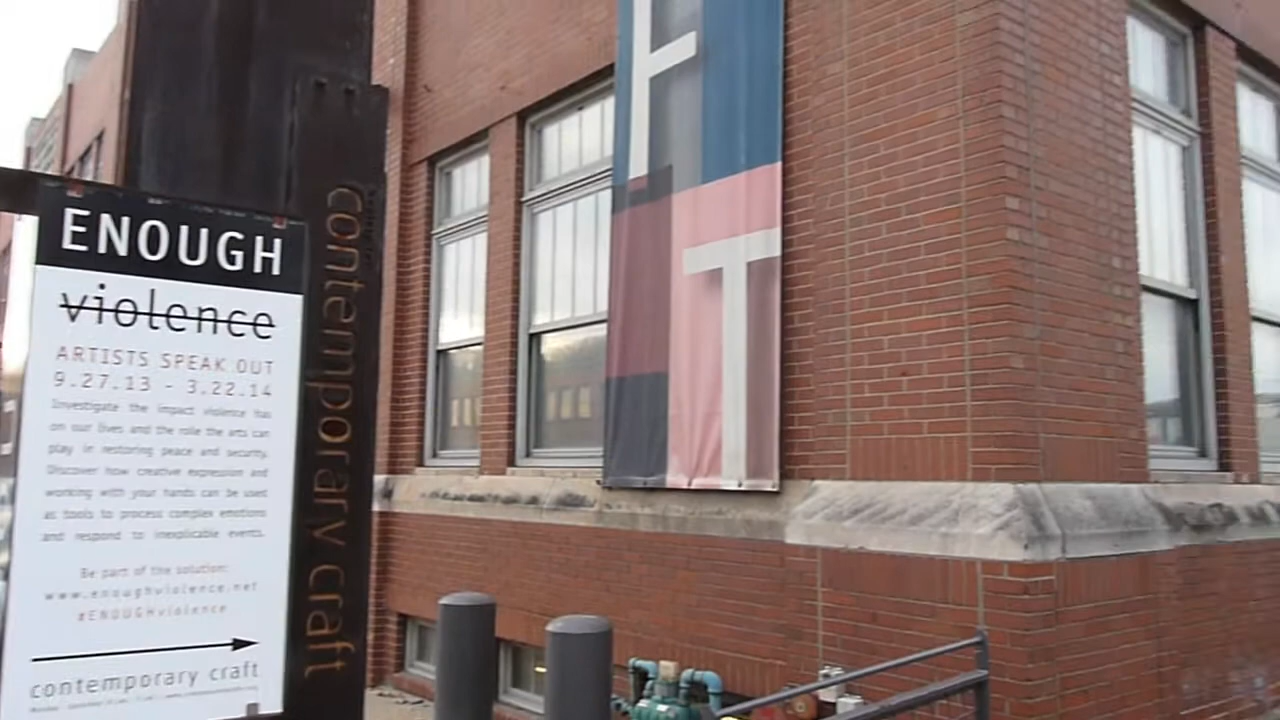 ENOUGH
violence
ARTISTS SPEAK OUT
9.27.13 - 3.22.14
Investigate the impact violence has
on our lives and the role the arts can
play in restoring peace and security.
Discover how creative expression and
working with your hands can be used
as tools to process complex emotions
and respond to inexplicable events.
Be part of the solution:
www.enoughviolence.net
#ENOUGHviolence
contemporary craft
contemporary craft
F
T